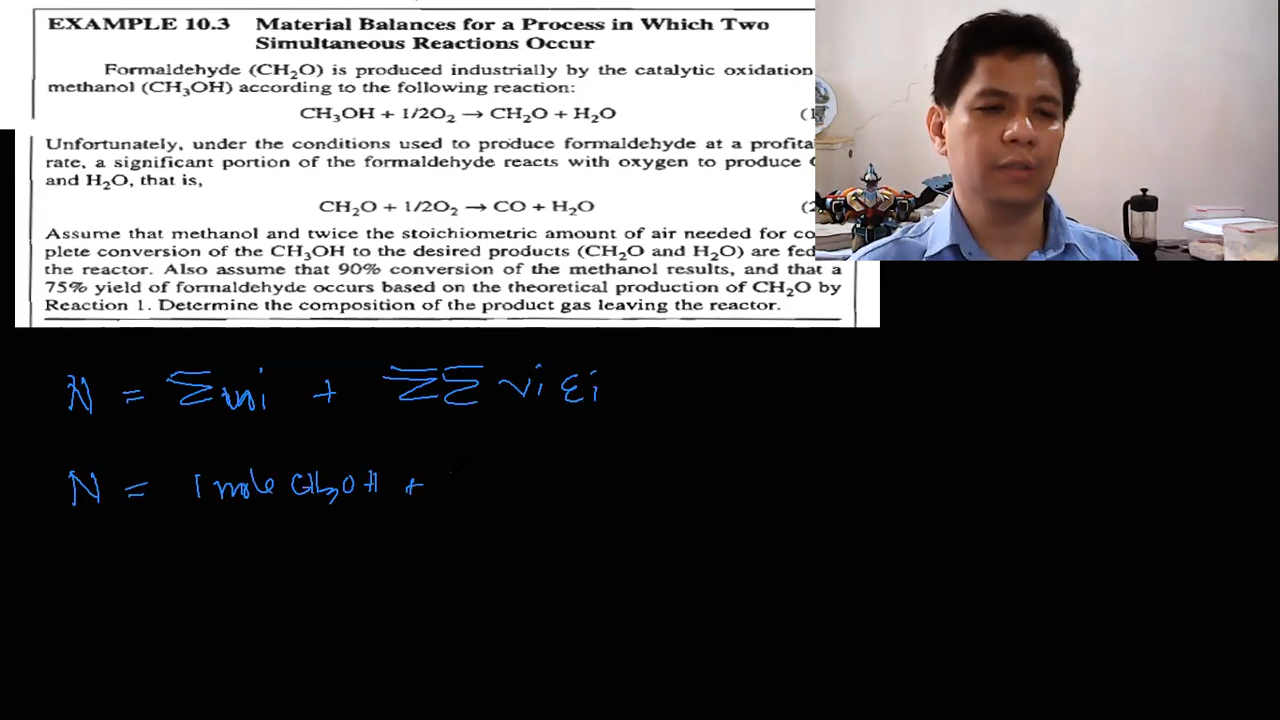 EXAMPLE 10.3 Material Balances for a Process in Which Two
Simultaneous Reactions Occur
Formaldehyde (CH₂O) is produced industrially by the catalytic oxidation
methanol (CH₃OH) according to the following reaction:
CH₃OH + 1/2O₂ → CH₂O + H₂O (1
Unfortunately, under the conditions used to produce formaldehyde at a profita
rate, a significant portion of the formaldehyde reacts with oxygen to produce
and H₂O, that is,
CH₂O + 1/2O₂ → CO + H₂O (2
Assume that methanol and twice the stoichiometric amount of air needed for co
plete conversion of the CH₃OH to the desired products (CH₂O and H₂O) are fed
the reactor. Also assume that 90% conversion of the methanol results, and that a
75% yield of formaldehyde occurs based on the theoretical production of CH₂O by
Reaction 1. Determine the composition of the product gas leaving the reactor.
N = Σ ni + ΣΣ νi εi
N = 1 mole CH₃OH +